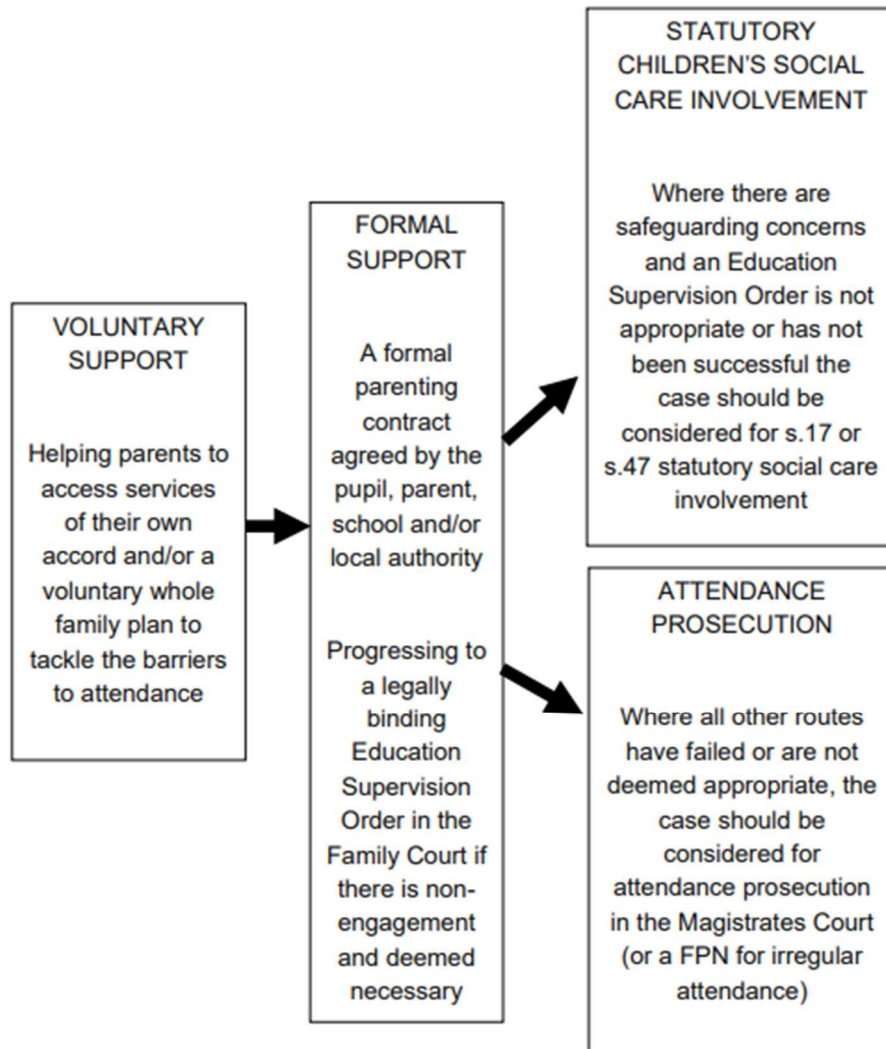 VOLUNTARY
SUPPORT
Helping parents to
access services
of their own
accord and/or a
voluntary whole
family plan to
tackle the barriers
to attendance
FORMAL
SUPPORT
A formal
parenting
contract
agreed by the
pupil, parent,
school and/or
local authority
Progressing to
a legally
binding
Education
Supervision
Order in the
Family Court if
there is non-
engagement
and deemed
necessary
STATUTORY
CHILDREN'S SOCIAL
CARE INVOLVEMENT
Where there are
safeguarding concerns
and an Education
Supervision Order is not
appropriate or has not
been successful the
case should be
considered for s.17 or
s.47 statutory social care
involvement
ATTENDANCE
PROSECUTION
Where all other routes
have failed or are not
deemed appropriate, the
case should be
considered for
attendance prosecution
in the Magistrates Court
(or a FPN for irregular
attendance)